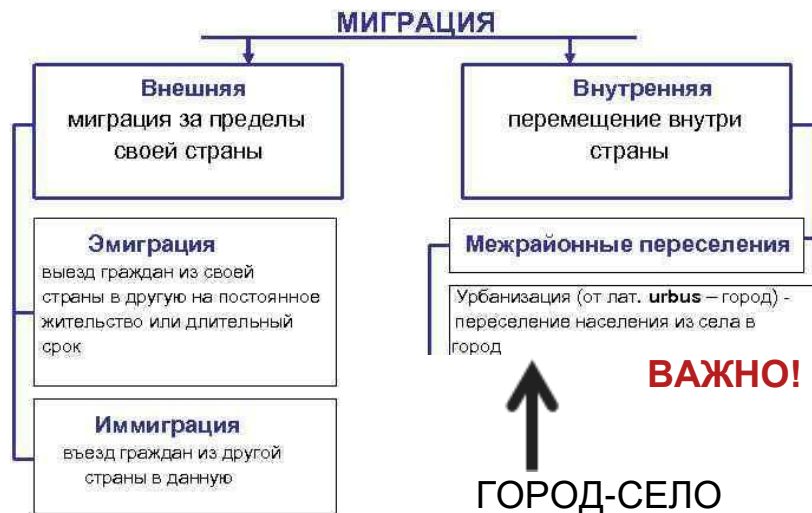 МИГРАЦИЯ
Внешняя
миграция за пределы
своей страны
Эмиграция
выезд граждан из своей
страны в другую на постоянное
жительство или длительный
срок
Иммиграция
въезд граждан из другой
страны в данную
Внутренняя
перемещение внутри
страны
Межрайонные переселения
Урбанизация (от лат. urbus – город) -
переселение населения из села в
город
ВАЖНО!
ГОРОД-СЕЛО